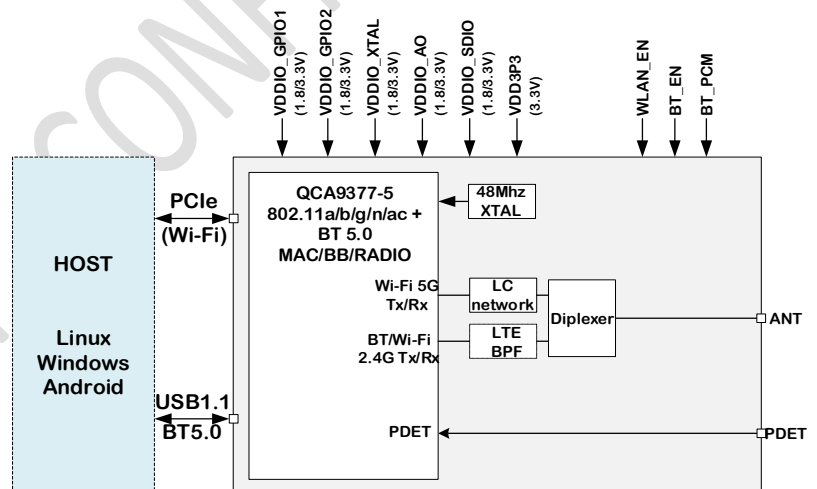 VDDIO_GPIO1
(1.8/3.3V)
VDDIO_GPIO2
(1.8/3.3V)
VDDIO_XTAL
(1.8/3.3V)
VDDIO_AO
(1.8/3.3V)
VDDIO_SDIO
(1.8/3.3V)
VDD3P3
(3.3V)
WLAN_EN
BT_EN
BT_PCM
HOST
Linux
Windows
Android
PCIe
(Wi-Fi)
USB1.1
BT5.0
QCA9377-5
802.11a/b/g/n/ac +
BT 5.0
MAC/BB/RADIO
48Mhz
XTAL
Wi-Fi 5G
Tx/Rx
LC
network
BT/Wi-Fi
2.4G Tx/Rx
LTE
BPF
Diplexer
ANT
PDET
PDET
CON